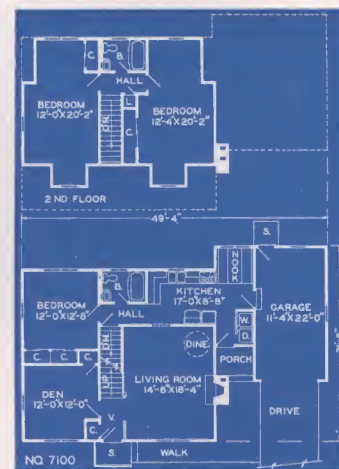 C.
B.
HALL
BEDROOM
12'-0"X20'-2"
DN.
L.
C.
BEDROOM
12'-4"X20'-2"
2 ND FLOOR
49'-4"
S.
B.
NOOK
KITCHEN
17-0"X8'-8"
BEDROOM
12'-0"X12'-8"
HALL
GARAGE
11'-4X22'-0"
W.
D.
DINE
PORCH
C.
C.
C.
DN.
UP
LIVING ROOM
14'-6"X18'-4"
DEN
12'-0"X12'-0"
V.
C.
DRIVE
S.
WALK
NO. 7100